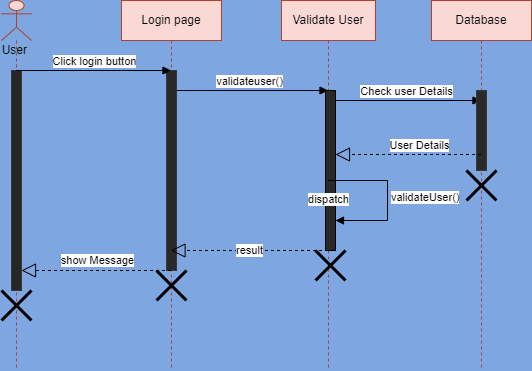 Login page
Validate User
Database
User
Click login button
validateuser()
Check user Details
User Details
dispatch
validateUser()
result
show Message